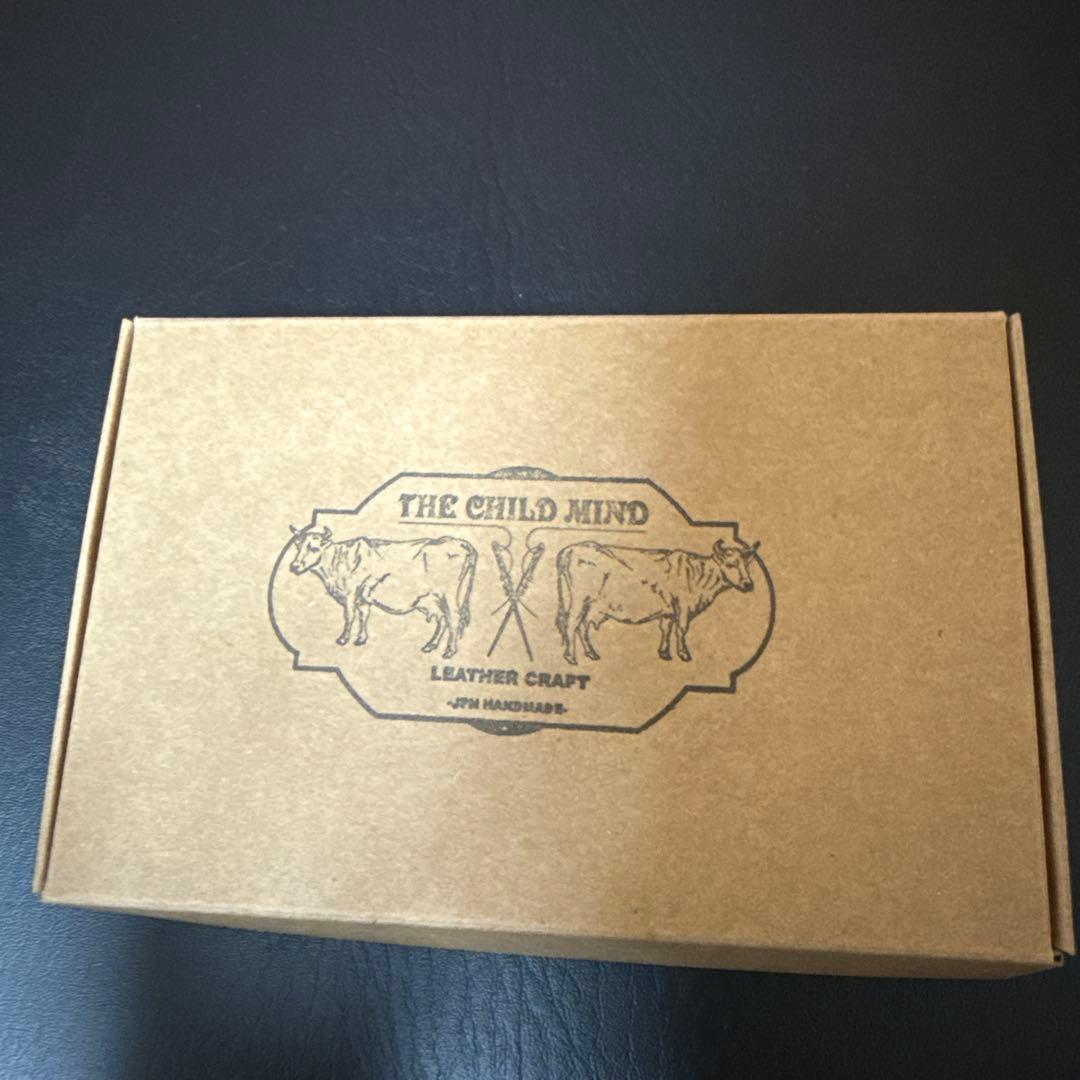 THE CHILD MIND
LEATHER CRAFT
-JPN HANDMADE-